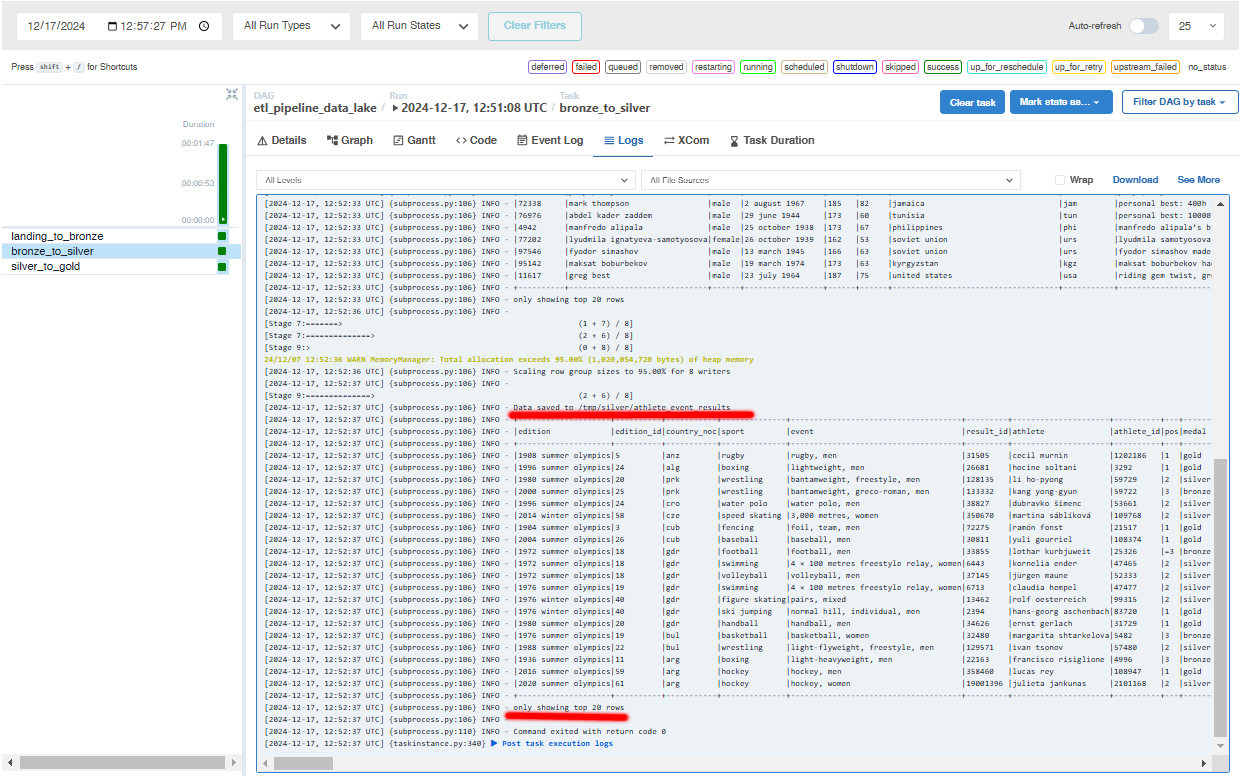 12/17/2024 12:57:27 PM All Run Types All Run States Clear Filters Auto-refresh 25
Press shift + / for Shortcuts deferred failed queued removed restarting running scheduled shutdown skipped success up_for_reschedule up_for_retry upstream_failed no_status
DAG Run Task
etl_pipeline_data_lake / 2024-12-17, 12:51:08 UTC / bronze_to_silver Clear task Mark state as... Filter DAG by task
Duration
00:01:47
00:00:53
00:00:00
landing_to_bronze
bronze_to_silver
silver_to_gold
Details Graph Gantt Code Event Log Logs XCom Task Duration
All Levels All File Sources Wrap Download See More
[2024-12-17, 12:52:33 UTC] {subprocess.py:106} INFO - |72338 |mark thompson |male |2 august 1967 |185 |82 |jamaica |jam |personal best: 400h
[2024-12-17, 12:52:33 UTC] {subprocess.py:106} INFO - |76976 |abdel kader zaddem |male |29 june 1944 |173 |60 |tunisia |tun |personal best: 10000
[2024-12-17, 12:52:33 UTC] {subprocess.py:106} INFO - |4942 |manfredo alipala |male |25 october 1938 |173 |67 |philippines |phi |manfredo alipala's b
[2024-12-17, 12:52:33 UTC] {subprocess.py:106} INFO - |77202 |lyudmila ignatyeva-samotyosova|female|26 october 1939 |162 |53 |soviet union |urs |lyudmila samotyosova
[2024-12-17, 12:52:33 UTC] {subprocess.py:106} INFO - |97546 |fyodor simashov |male |13 march 1945 |166 |63 |soviet union |urs |fyodor simashov made
[2024-12-17, 12:52:33 UTC] {subprocess.py:106} INFO - |95142 |maksat boburbekov |male |19 march 1974 |173 |63 |kyrgyzstan |kgz |maksat boburbekov ha
[2024-12-17, 12:52:33 UTC] {subprocess.py:106} INFO - |11617 |greg best |male |23 july 1964 |187 |75 |united states |usa |riding gem twist, gr
[2024-12-17, 12:52:33 UTC] {subprocess.py:106} INFO - +
[2024-12-17, 12:52:33 UTC] {subprocess.py:106} INFO - only showing top 20 rows
[2024-12-17, 12:52:36 UTC] {subprocess.py:106} INFO -
[Stage 7:=======> (1 + 7) / 8]
[Stage 7:==============> (2 + 6) / 8]
[Stage 9:> (0 + 8) / 8]
24/12/07 12:52:36 WARN MemoryManager: Total allocation exceeds 95.00% (1,020,054,720 bytes) of heap memory
[2024-12-17, 12:52:36 UTC] {subprocess.py:106} INFO - Scaling row group sizes to 95.00% for 8 writers
[2024-12-17, 12:52:37 UTC] {subprocess.py:106} INFO -
[Stage 9:==============> (2 + 6) / 8]
[2024-12-17, 12:52:37 UTC] {subprocess.py:106} INFO - Data saved to /tmp/silver/athlete_event_results
[2024-12-17, 12:52:37 UTC] {subprocess.py:106} INFO - +
[2024-12-17, 12:52:37 UTC] {subprocess.py:106} INFO - |edition |edition_id|country_noc|sport |event |result_id|athlete |athlete_id|pos|medal
[2024-12-17, 12:52:37 UTC] {subprocess.py:106} INFO - +
[2024-12-17, 12:52:37 UTC] {subprocess.py:106} INFO - |1908 summer olympics|5 |anz |rugby |rugby, men |31505 |cecil murnin |1202186 |1 |gold
[2024-12-17, 12:52:37 UTC] {subprocess.py:106} INFO - |1996 summer olympics|24 |alg |boxing |lightweight, men |26681 |hocine soltani |3292 |1 |gold
[2024-12-17, 12:52:37 UTC] {subprocess.py:106} INFO - |1980 summer olympics|20 |prk |wrestling |bantamweight, freestyle, men |128135 |li ho-pyong |59729 |2 |silver
[2024-12-17, 12:52:37 UTC] {subprocess.py:106} INFO - |2000 summer olympics|25 |prk |wrestling |bantamweight, greco-roman, men |133332 |kang yong-gyun |59722 |3 |bronze
[2024-12-17, 12:52:37 UTC] {subprocess.py:106} INFO - |1996 summer olympics|24 |cro |water polo |water polo, men |38827 |dubravko šimenc |53661 |2 |silver
[2024-12-17, 12:52:37 UTC] {subprocess.py:106} INFO - |2014 winter olympics|58 |cze |speed skating |3,000 metres, women |350670 |martina sáblíková |109768 |2 |silver
[2024-12-17, 12:52:37 UTC] {subprocess.py:106} INFO - |1904 summer olympics|3 |cub |fencing |foil, team, men |72275 |ramón fonst |21517 |1 |gold
[2024-12-17, 12:52:37 UTC] {subprocess.py:106} INFO - |2004 summer olympics|26 |cub |baseball |baseball, men |30811 |yuli gourriel |108374 |1 |gold
[2024-12-17, 12:52:37 UTC] {subprocess.py:106} INFO - |1972 summer olympics|18 |gdr |football |football, men |33855 |lothar kurbjuweit |25326 |=3 |bronze
[2024-12-17, 12:52:37 UTC] {subprocess.py:106} INFO - |1972 summer olympics|18 |gdr |swimming |4 × 100 metres freestyle relay, women|6443 |kornelia ender |47465 |2 |silver
[2024-12-17, 12:52:37 UTC] {subprocess.py:106} INFO - |1972 summer olympics|18 |gdr |volleyball |volleyball, men |37145 |jürgen maune |52333 |2 |silver
[2024-12-17, 12:52:37 UTC] {subprocess.py:106} INFO - |1976 summer olympics|19 |gdr |swimming |4 × 100 metres freestyle relay, women|6713 |claudia hempel |47477 |2 |silver
[2024-12-17, 12:52:37 UTC] {subprocess.py:106} INFO - |1976 winter olympics|40 |gdr |figure skating|pairs, mixed |13462 |rolf oesterreich |99315 |2 |silver
[2024-12-17, 12:52:37 UTC] {subprocess.py:106} INFO - |1976 winter olympics|40 |gdr |ski jumping |normal hill, individual, men |2394 |hans-georg aschenbach|83720 |1 |gold
[2024-12-17, 12:52:37 UTC] {subprocess.py:106} INFO - |1980 summer olympics|20 |gdr |handball |handball, men |34626 |ernst gerlach |31729 |1 |gold
[2024-12-17, 12:52:37 UTC] {subprocess.py:106} INFO - |1976 summer olympics|19 |bul |basketball |basketball, women |32480 |margarita shtarkelova|5482 |3 |bronze
[2024-12-17, 12:52:37 UTC] {subprocess.py:106} INFO - |1988 summer olympics|22 |bul |wrestling |light-flyweight, freestyle, men |129571 |ivan tsonov |57480 |2 |silver
[2024-12-17, 12:52:37 UTC] {subprocess.py:106} INFO - |1936 summer olympics|11 |arg |boxing |light-heavyweight, men |22163 |francisco risiglione |4996 |3 |bronze
[2024-12-17, 12:52:37 UTC] {subprocess.py:106} INFO - |2016 summer olympics|59 |arg |hockey |hockey, men |358460 |lucas rey |108947 |1 |gold
[2024-12-17, 12:52:37 UTC] {subprocess.py:106} INFO - |2020 summer olympics|61 |arg |hockey |hockey, women |19001396 |julieta jankunas |2101168 |2 |silver
[2024-12-17, 12:52:37 UTC] {subprocess.py:106} INFO - +
[2024-12-17, 12:52:37 UTC] {subprocess.py:106} INFO - only showing top 20 rows
[2024-12-17, 12:52:37 UTC] {subprocess.py:106} INFO -
[2024-12-17, 12:52:37 UTC] {subprocess.py:110} INFO - Command exited with return code 0
[2024-12-17, 12:52:37 UTC] {taskinstance.py:340} ▶ Post task execution logs